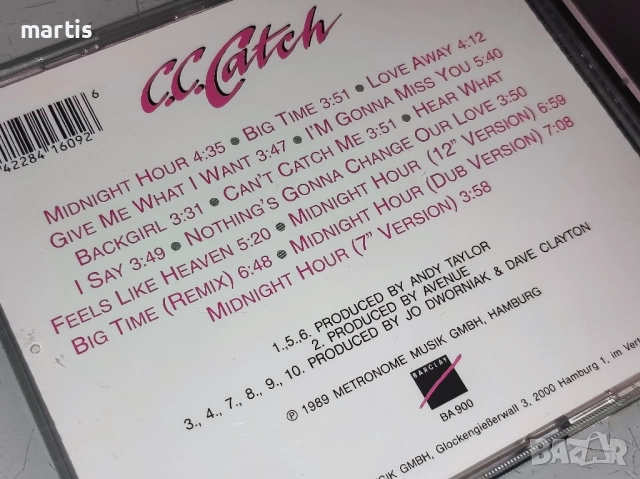 martis
C.C. Catch
6
42284 16092
MIDNIGHT HOUR 4:35 • BIG TIME 3:51 • LOVE AWAY 4:12
GIVE ME WHAT I WANT 3:47 • I'M GONNA MISS YOU 5:40
BACKGIRL 3:31 • CAN'T CATCH ME 3:51 • HEAR WHAT
I SAY 3:49 • NOTHING'S GONNA CHANGE OUR LOVE 3:50
FEELS LIKE HEAVEN 5:20 • MIDNIGHT HOUR (12" VERSION) 6:59
BIG TIME (REMIX) 6:48 • MIDNIGHT HOUR (DUB VERSION) 7:08
MIDNIGHT HOUR (7" VERSION) 3:58
1.,5.,6. PRODUCED BY ANDY TAYLOR
2. PRODUCED BY AVENUE
3., 4., 7., 8., 9., 10. PRODUCED BY JO DWORNIAK & DAVE CLAYTON
℗ 1989 METRONOME MUSIK GMBH, HAMBURG
BARCLAY
BA 900
MUSIK GMBH, Glockengießerwall 3, 2000 Hamburg 1, im Vert
BAZAR